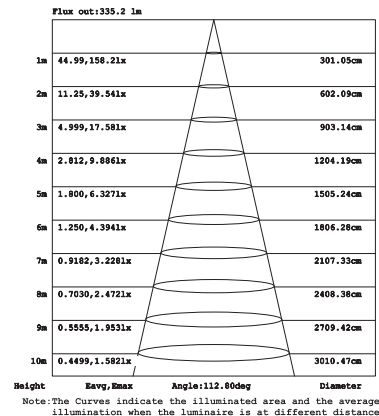 Flux out:335.2 lm
1m 44.99,158.2lx 301.05cm
2m 11.25,39.54lx 602.09cm
3m 4.999,17.58lx 903.14cm
4m 2.812,9.886lx 1204.19cm
5m 1.800,6.327lx 1505.24cm
6m 1.250,4.394lx 1806.28cm
7m 0.9182,3.228lx 2107.33cm
8m 0.7030,2.472lx 2408.38cm
9m 0.5555,1.953lx 2709.42cm
10m 0.4499,1.582lx 3010.47cm
Height Eavg,Emax Angle:112.80deg Diameter
Note:The Curves indicate the illuminated area and the average
illumination when the luminaire is at different distance